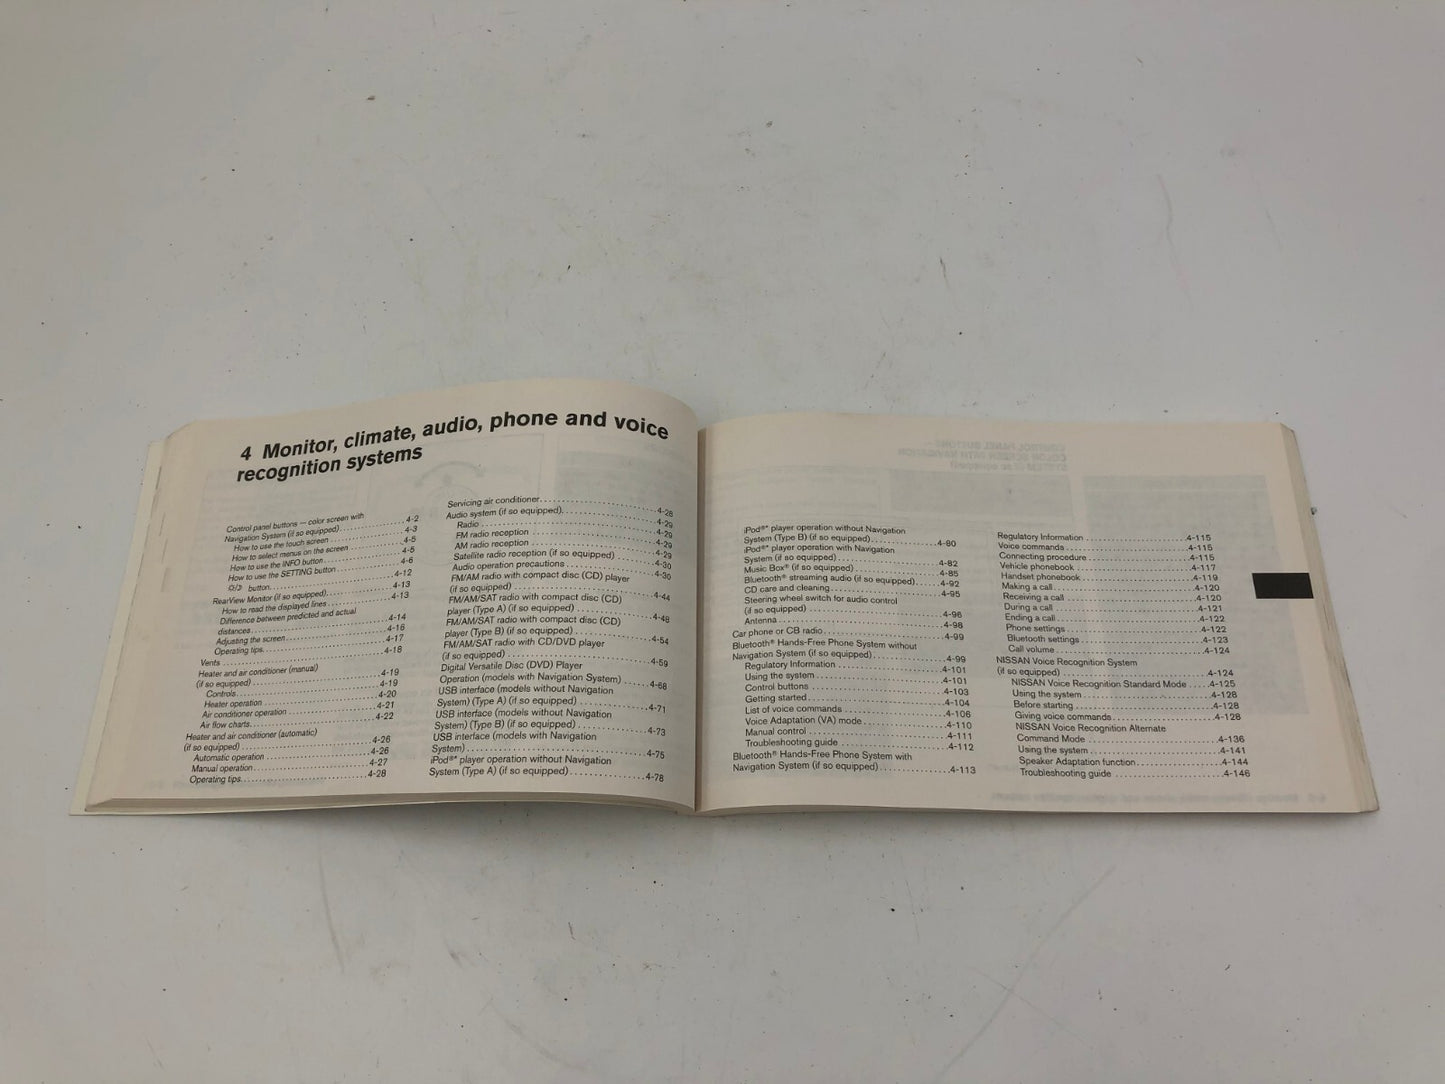 4 Monitor, climate, audio, phone and voice
recognition systems
Control panel buttons — color screen with
Navigation System (if so equipped) 4-2
How to use the touch screen 4-3
How to select menus on the screen 4-5
How to use the INFO button 4-5
How to use the SETTING button 4-6
button 4-12
RearView Monitor (if so equipped) 4-13
How to read the displayed lines 4-13
Difference between predicted and actual
distances 4-14
Adjusting the screen 4-16
Operating tips 4-17
Vents 4-18
Heater and air conditioner (manual)
(if so equipped) 4-19
Controls 4-19
Heater operation 4-20
Air conditioner operation 4-21
Air flow charts 4-22
Heater and air conditioner (automatic)
(if so equipped) 4-26
Automatic operation 4-26
Manual operation 4-27
Operating tips 4-28
Servicing air conditioner 4-28
Audio system (if so equipped) 4-29
Radio 4-29
FM radio reception 4-29
AM radio reception 4-29
Satellite radio reception (if so equipped) 4-30
Audio operation precautions 4-30
FM/AM radio with compact disc (CD) player
(if so equipped) 4-44
FM/AM/SAT radio with compact disc (CD)
player (Type A) (if so equipped) 4-48
FM/AM/SAT radio with compact disc (CD)
player (Type B) (if so equipped) 4-54
FM/AM/SAT radio with CD/DVD player
(if so equipped) 4-59
Digital Versatile Disc (DVD) Player
Operation (models with Navigation System) 4-68
USB interface (models without Navigation
System) (Type A) (if so equipped) 4-71
USB interface (models without Navigation
System) (Type B) (if so equipped) 4-73
USB interface (models with Navigation
System) 4-75
iPod®* player operation without Navigation
System (Type A) (if so equipped) 4-78
iPod®* player operation without Navigation
System (Type B) (if so equipped) 4-80
iPod®* player operation with Navigation
System (if so equipped) 4-82
Music Box® (if so equipped) 4-85
Bluetooth® streaming audio (if so equipped) 4-92
CD care and cleaning 4-95
Steering wheel switch for audio control
(if so equipped) 4-96
Antenna 4-98
Car phone or CB radio 4-99
Bluetooth® Hands-Free Phone System without
Navigation System (if so equipped) 4-99
Regulatory Information 4-101
Using the system 4-101
Control buttons 4-103
Getting started 4-104
List of voice commands 4-106
Voice Adaptation (VA) mode 4-110
Manual control 4-111
Troubleshooting guide 4-112
Bluetooth® Hands-Free Phone System with
Navigation System (if so equipped) 4-113
Regulatory Information 4-115
Voice commands 4-115
Connecting procedure 4-115
Vehicle phonebook 4-117
Handset phonebook 4-119
Making a call 4-120
Receiving a call 4-120
During a call 4-121
Ending a call 4-122
Phone settings 4-122
Bluetooth settings 4-123
Call volume 4-124
NISSAN Voice Recognition System
(if so equipped) 4-124
NISSAN Voice Recognition Standard Mode 4-125
Using the system 4-128
Before starting 4-128
Giving voice commands 4-128
NISSAN Voice Recognition Alternate
Command Mode 4-136
Using the system 4-141
Speaker Adaptation function 4-144
Troubleshooting guide 4-146